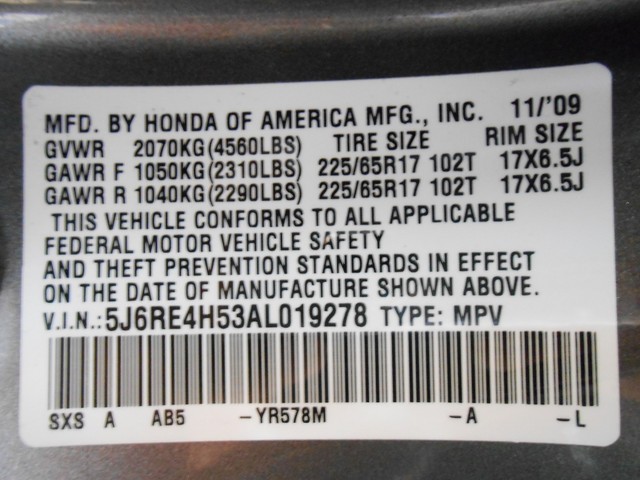 MFD. BY HONDA OF AMERICA MFG., INC. 11/'09
GVWR 2070KG(4560LBS) TIRE SIZE RIM SIZE
GAWR F 1050KG(2310LBS) 225/65R17 102T 17X6.5J
GAWR R 1040KG(2290LBS) 225/65R17 102T 17X6.5J
THIS VEHICLE CONFORMS TO ALL APPLICABLE
FEDERAL MOTOR VEHICLE SAFETY
AND THEFT PREVENTION STANDARDS IN EFFECT
ON THE DATE OF MANUFACTURE SHOWN ABOVE.
V.I.N.:5J6RE4H53AL019278 TYPE: MPV
SXS A AB5 -YR578M -A -L